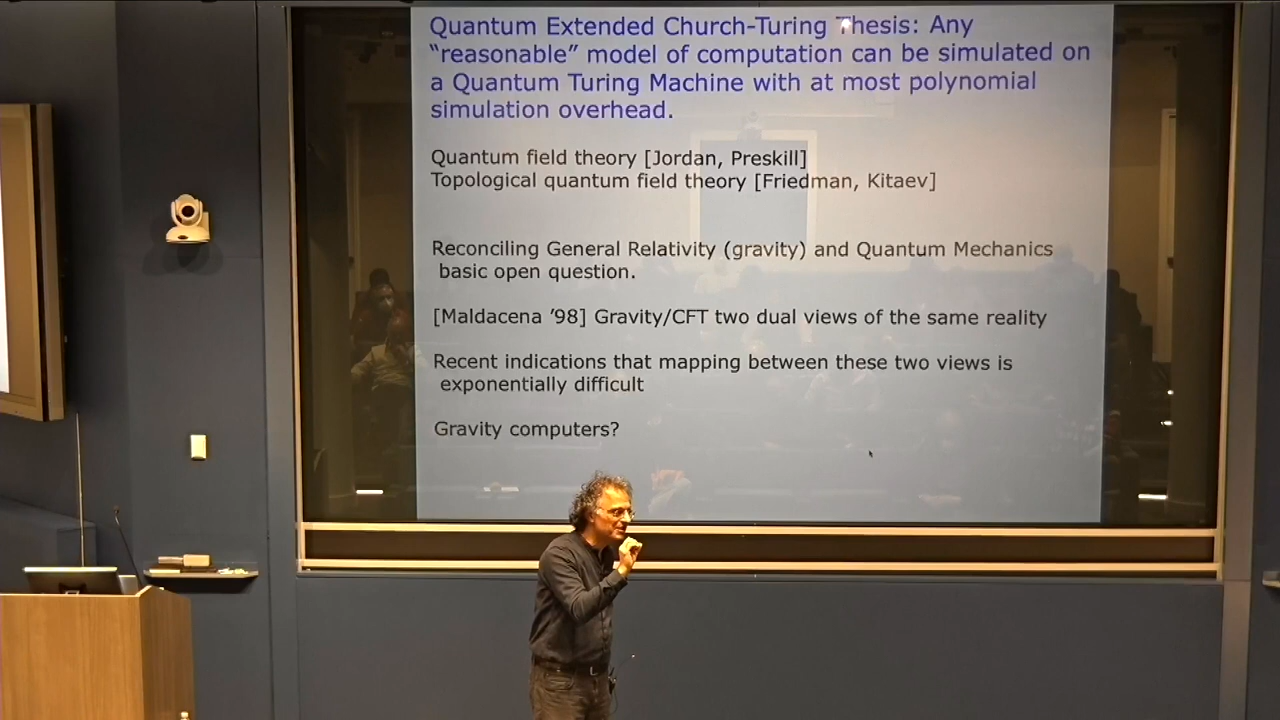 Quantum Extended Church-Turing Thesis: Any
“reasonable” model of computation can be simulated on
a Quantum Turing Machine with at most polynomial
simulation overhead.
Quantum field theory [Jordan, Preskill]
Topological quantum field theory [Friedman, Kitaev]
Reconciling General Relativity (gravity) and Quantum Mechanics
basic open question.
[Maldacena ’98] Gravity/CFT two dual views of the same reality
Recent indications that mapping between these two views is
exponentially difficult
Gravity computers?